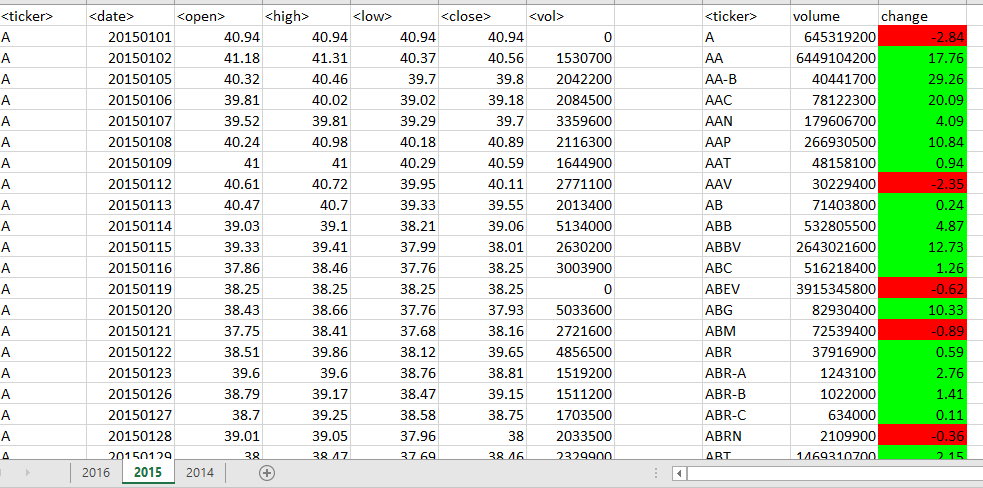 <ticker> <date> <open> <high> <low> <close> <vol> <ticker> volume change
A 20150101 40.94 40.94 40.94 40.94 0 A 645319200 -2.84
A 20150102 41.18 41.31 40.37 40.56 1530700 AA 6449104200 17.76
A 20150105 40.32 40.46 39.7 39.8 2042200 AA-B 40441700 29.26
A 20150106 39.81 40.02 39.02 39.18 2084500 AAC 78122300 20.09
A 20150107 39.52 39.81 39.29 39.7 3359600 AAN 179606700 4.09
A 20150108 40.24 40.98 40.18 40.89 2116300 AAP 266930500 10.84
A 20150109 41 41 40.29 40.59 1644900 AAT 48158100 0.94
A 20150112 40.61 40.72 39.95 40.11 2771100 AAV 30229400 -2.35
A 20150113 40.47 40.7 39.33 39.55 2013400 AB 71403800 0.24
A 20150114 39.03 39.1 38.21 39.06 5134000 ABB 532805500 4.87
A 20150115 39.33 39.41 37.99 38.01 2630200 ABBV 2643021600 12.73
A 20150116 37.86 38.46 37.76 38.25 3003900 ABC 516218400 1.26
A 20150119 38.25 38.25 38.25 38.25 0 ABEV 3915345800 -0.62
A 20150120 38.43 38.66 37.76 37.93 5033600 ABG 82930400 10.33
A 20150121 37.75 38.41 37.68 38.16 2721600 ABM 72539400 -0.89
A 20150122 38.51 39.86 38.12 39.65 4856500 ABR 37916900 0.59
A 20150123 39.6 39.6 38.76 38.81 1519200 ABR-A 1243100 2.76
A 20150126 38.79 39.17 38.47 39.15 1511200 ABR-B 1022000 1.41
A 20150127 38.7 39.25 38.58 38.75 1703500 ABR-C 634000 0.11
A 20150128 39.01 39.05 37.96 38 2033500 ABRN 2109900 -0.36
A 20150129 38 38.47 37.69 38.46 2329900 ABT 1469310700 2.15
2016 2015 2014